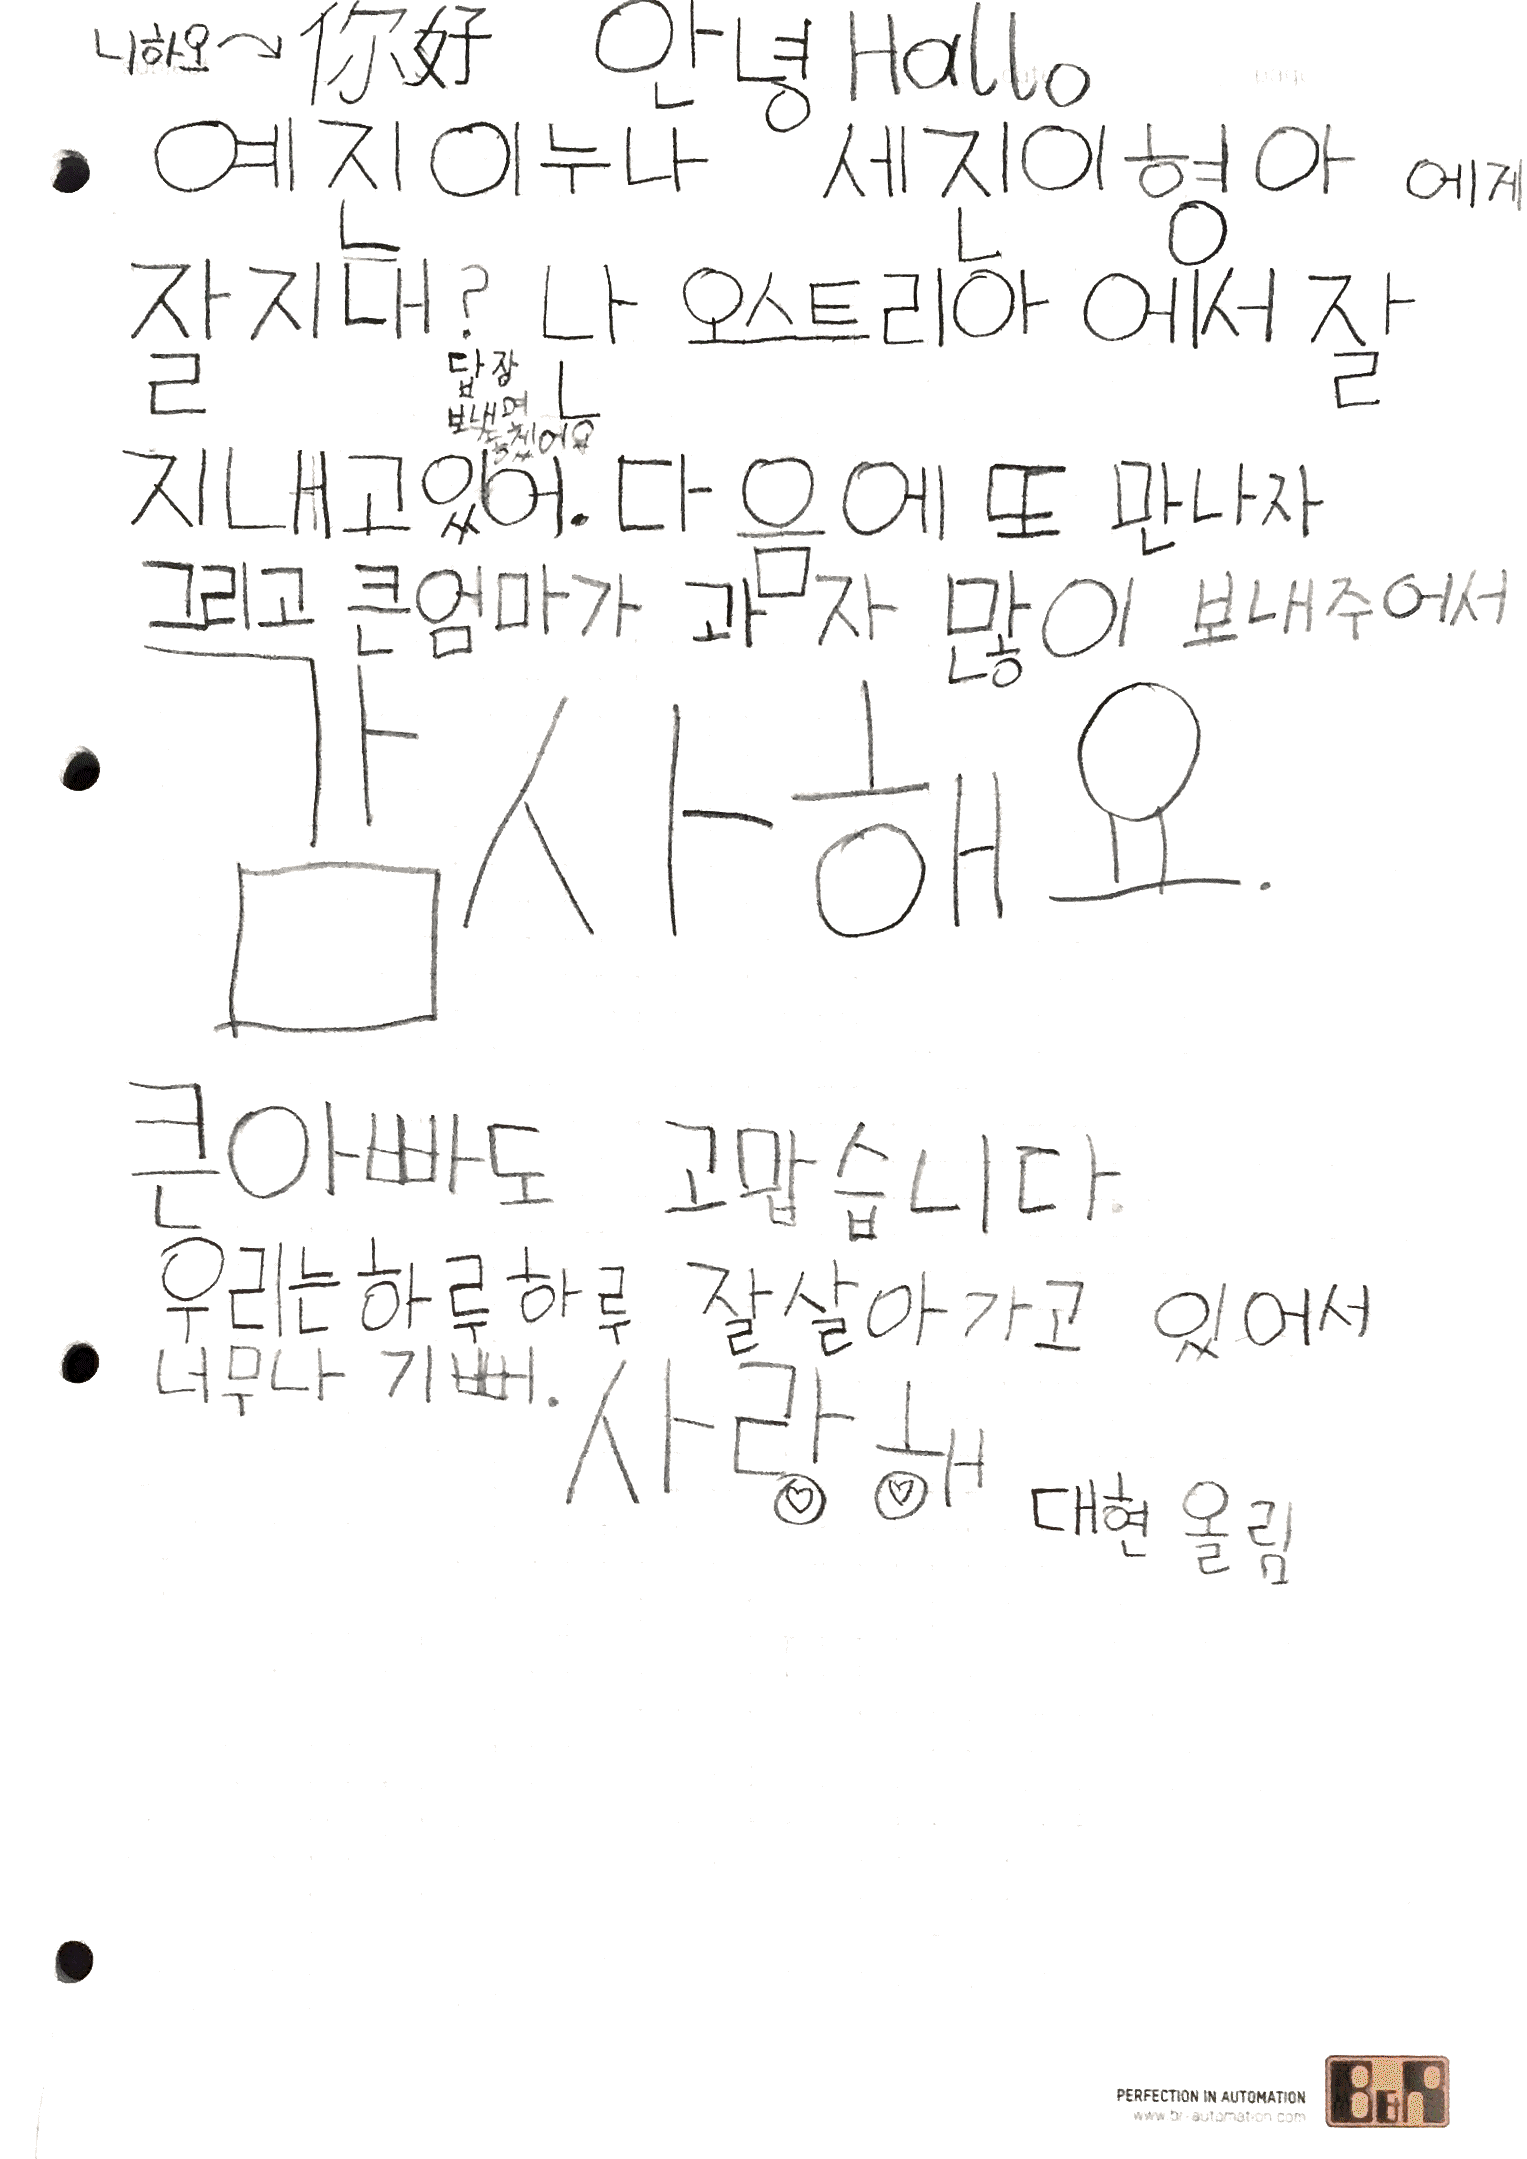 니하오→你好 안녕 Hallo
예진이누나 세진이형아 에게
잘지내? 난 오스트리아 에서 잘
답장
보내면
좋겠어요
지내고있어. 다음에 또 만나자
그리고 큰엄마가 과자 많이 보내주어서
감사해요.
큰아빠도 고맙습니다.
우리는하루하루 잘살아가고 있어서
너무나 기뻐. 사랑해
대현 올림
PERFECTION IN AUTOMATION
www.br-automation.com
B&R